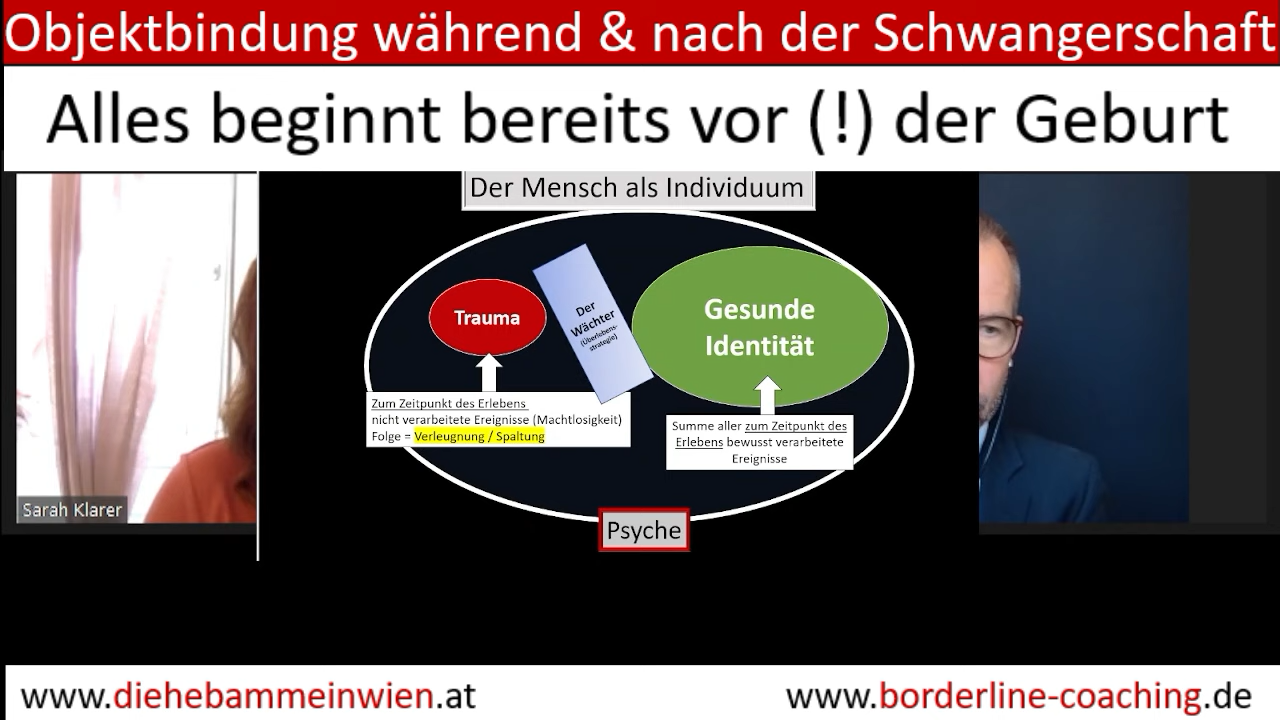 Objektbindung während & nach der Schwangerschaft
Alles beginnt bereits vor (!) der Geburt
Der Mensch als Individuum
Trauma
Der
Wächter
(Überlebens-
strategie)
Gesunde
Identität
Zum Zeitpunkt des Erlebens
nicht verarbeitete Ereignisse (Machtlosigkeit)
Folge = Verleugnung / Spaltung
Summe aller zum Zeitpunkt des
Erlebens bewusst verarbeitete
Ereignisse
Sarah Klarer
Psyche
www.diehebammeinwien.at
www.borderline-coaching.de